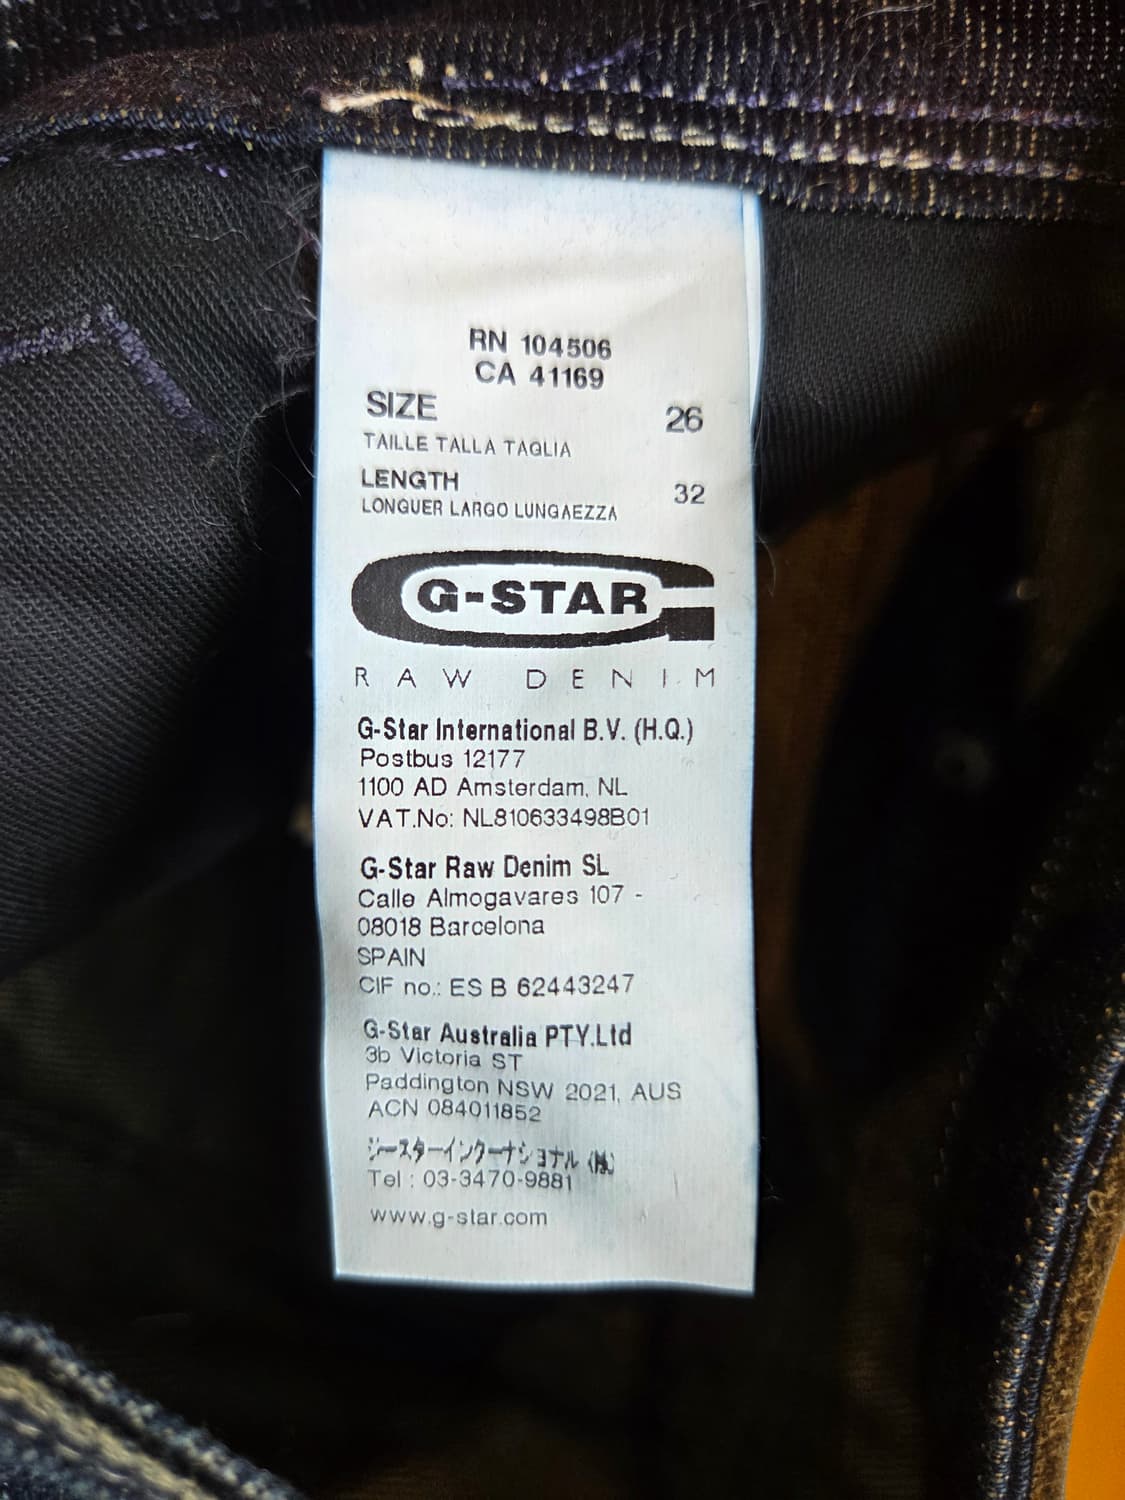 RN 104506
CA 41169
SIZE 26
TAILLE TALLA TAGLIA
LENGTH 32
LONGUER LARGO LUNGAEZZA
G-STAR
RAW DENIM
G-Star International B.V. (H.Q.)
Postbus 12177
1100 AD Amsterdam, NL
VAT.No: NL810633498B01
G-Star Raw Denim SL
Calle Almogavares 107 -
08018 Barcelona
SPAIN
CIF no.: ES B 62443247
G-Star Australia PTY.Ltd
3b Victoria ST
Paddington NSW 2021, AUS
ACN 084011852
ジースターインターナショナル (株)
Tel : 03-3470-9881
www.g-star.com